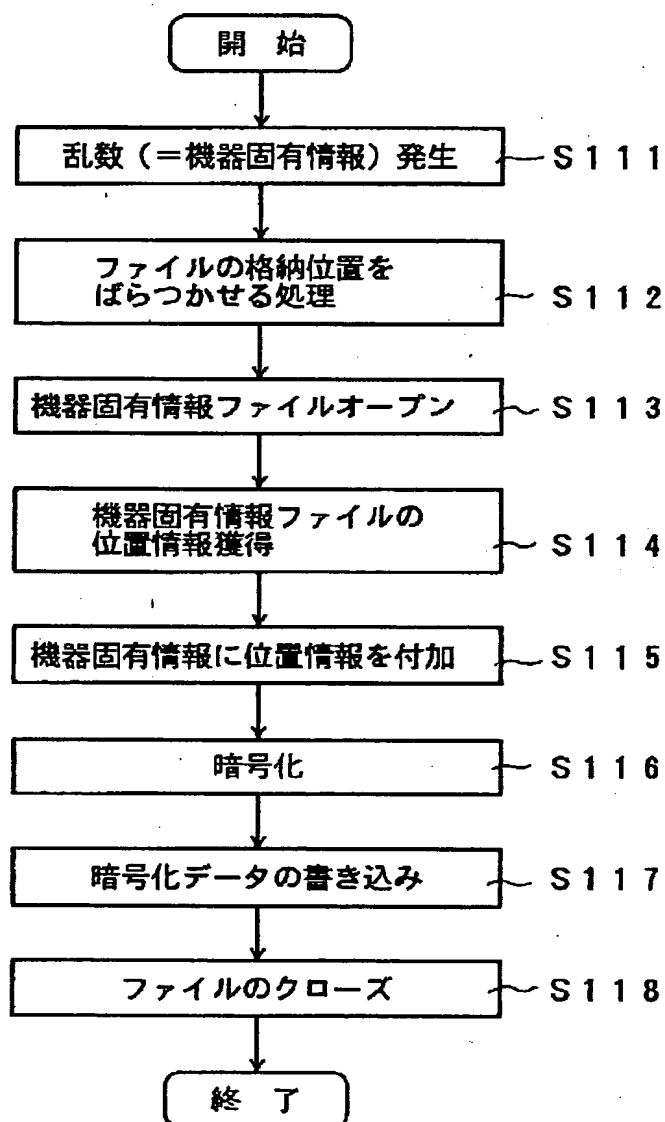 開 始
乱数（＝機器固有情報）発生
S111
ファイルの格納位置を
ばらつかせる処理
S112
機器固有情報ファイルオープン
S113
機器固有情報ファイルの
位置情報獲得
S114
機器固有情報に位置情報を付加
S115
暗号化
S116
暗号化データの書き込み
S117
ファイルのクローズ
S118
終 了